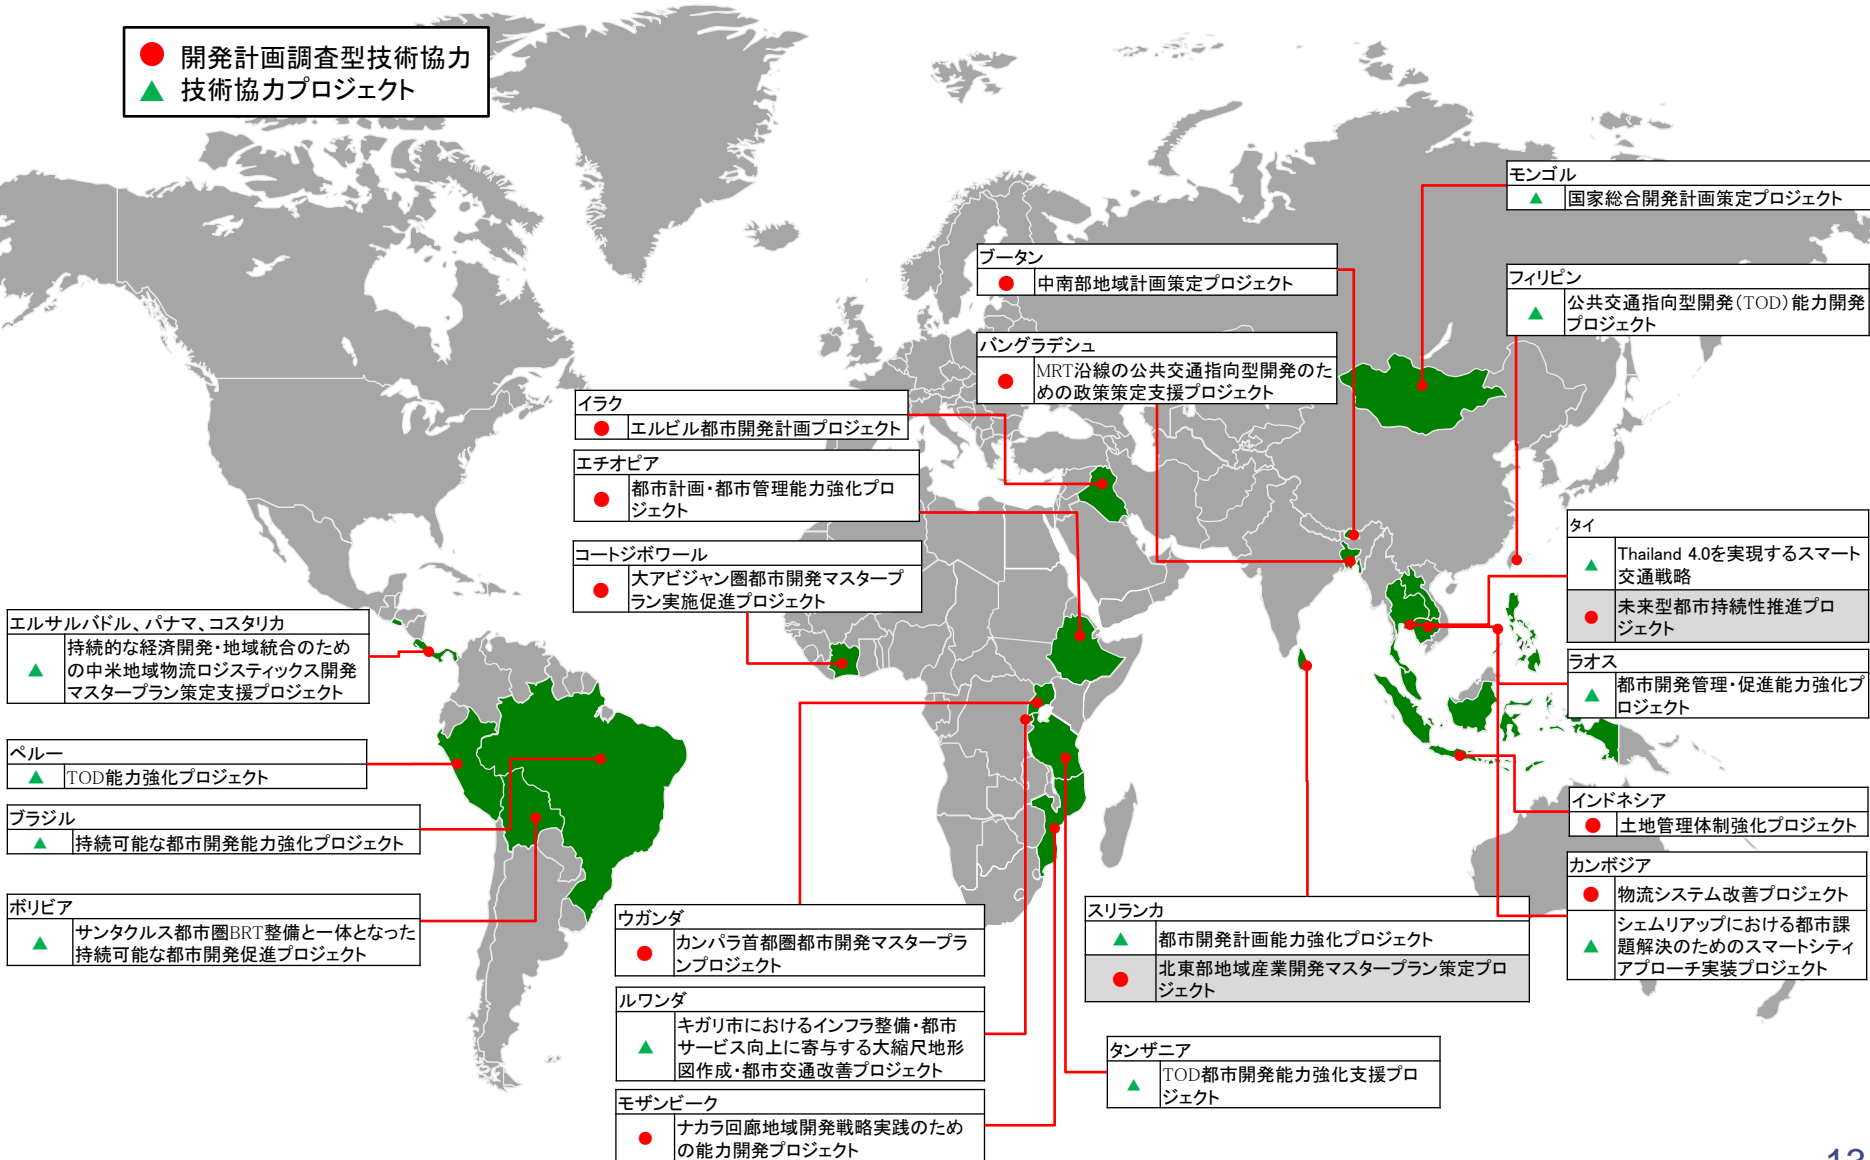 開発計画調査型技術協力
技術協力プロジェクト
モンゴル
国家総合開発計画策定プロジェクト
ブータン
中南部地域計画策定プロジェクト
フィリピン
公共交通指向型開発(TOD)能力開発
プロジェクト
バングラデシュ
MRT沿線の公共交通指向型開発のた
めの政策策定支援プロジェクト
イラク
エルビル都市開発計画プロジェクト
エチオピア
都市計画・都市管理能力強化プロ
ジェクト
コートジボワール
大アビジャン圏都市開発マスタープ
ラン実施促進プロジェクト
タイ
Thailand 4.0を実現するスマート
交通戦略
未来型都市持続性推進プロ
ジェクト
ラオス
都市開発管理・促進能力強化プ
ロジェクト
エルサルバドル、パナマ、コスタリカ
持続的な経済開発・地域統合のため
の中米地域物流ロジスティックス開発
マスタープラン策定支援プロジェクト
ペルー
TOD能力強化プロジェクト
ブラジル
持続可能な都市開発能力強化プロジェクト
ボリビア
サンタクルス都市圏BRT整備と一体となった
持続可能な都市開発促進プロジェクト
インドネシア
土地管理体制強化プロジェクト
カンボジア
物流システム改善プロジェクト
シェムリアップにおける都市課
題解決のためのスマートシティ
アプローチ実装プロジェクト
ウガンダ
カンパラ首都圏都市開発マスタープラ
ンプロジェクト
ルワンダ
キガリ市におけるインフラ整備・都市
サービス向上に寄与する大縮尺地形
図作成・都市交通改善プロジェクト
モザンビーク
ナカラ回廊地域開発戦略実践のため
の能力開発プロジェクト
スリランカ
都市開発計画能力強化プロジェクト
北東部地域産業開発マスタープラン策定プロ
ジェクト
タンザニア
TOD都市開発能力強化支援プロ
ジェクト